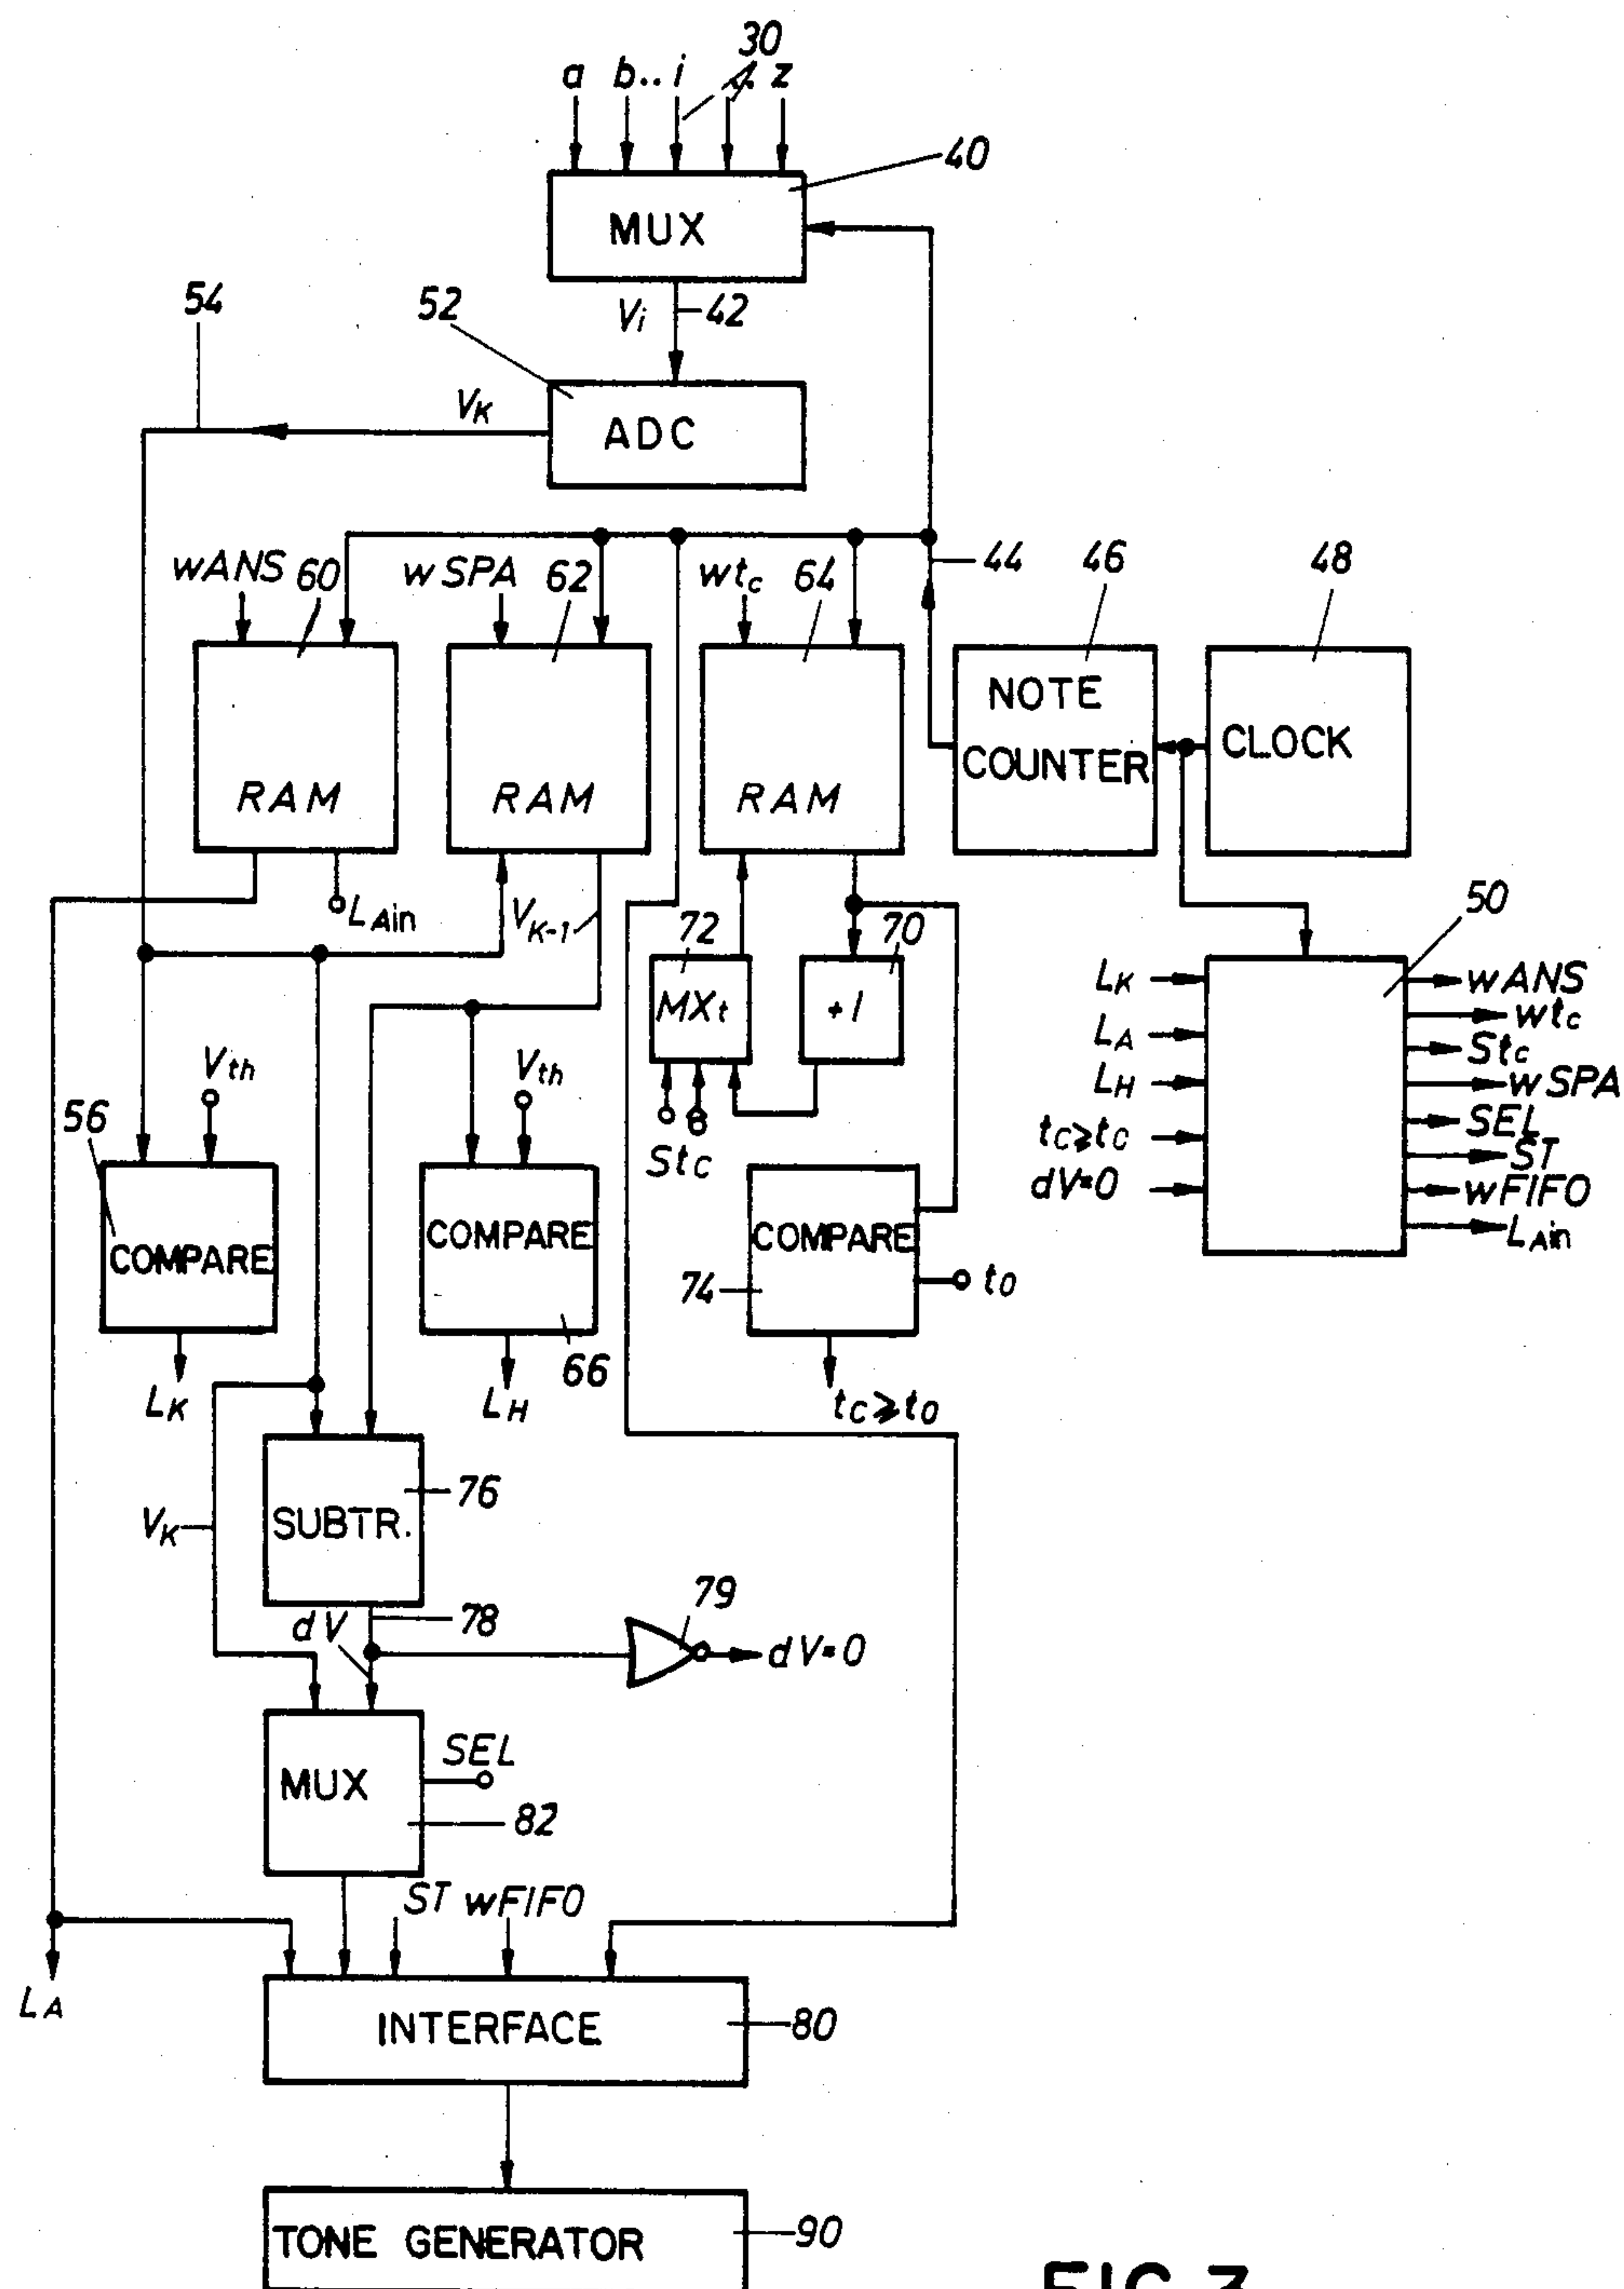 30
a b.. i z
40
MUX
54
52
Vi
42
VK
ADC
wANS 60
wSPA 62
wtc 64
44
46
48
NOTE
COUNTER
CLOCK
RAM
RAM
RAM
LAin
VK-1
72
70
50
MXt
+1
LK
LA
LH
tC≥tC
dV=0
wANS
wtc
Stc
wSPA
SEL
ST
wFIFO
LAin
Vth
Vth
StC
56
COMPARE
COMPARE
COMPARE
74
t0
66
LK
LH
tC≥t0
76
SUBTR.
VK
dV
78
79
dV=0
SEL
MUX
82
ST wFIFO
LA
INTERFACE
80
TONE GENERATOR
90
FIG. 3